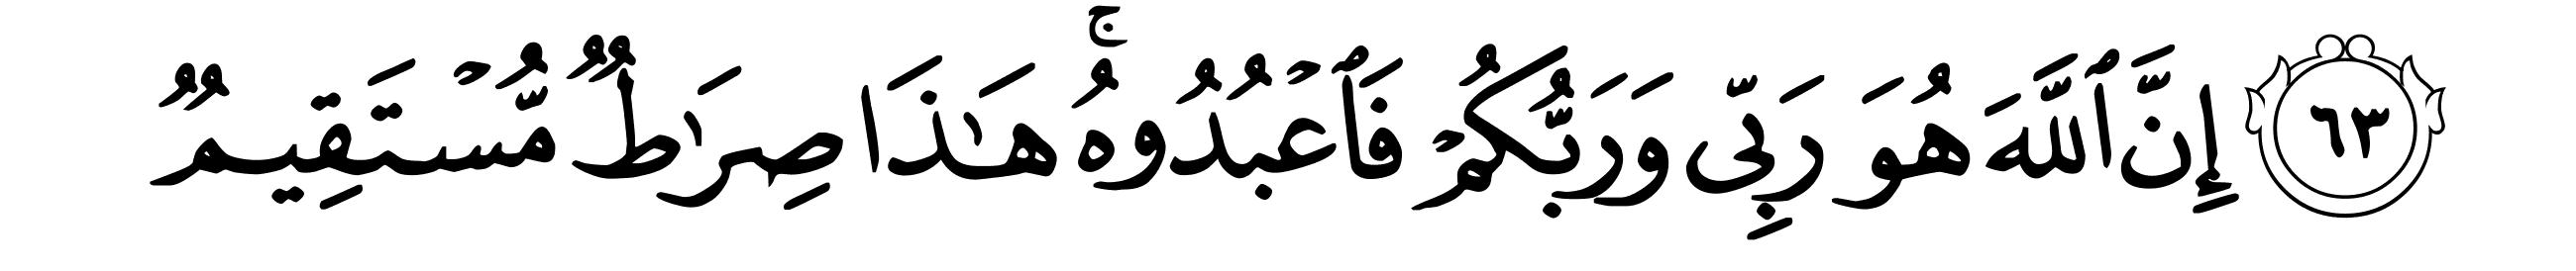 ٦٣ إِنَّ ٱللَّهَ هُوَ رَبِّى وَرَبُّكُمْ فَٱعْبُدُوهُ ۚ هَـٰذَا صِرَٰطٌ مُّسْتَقِيمٌ